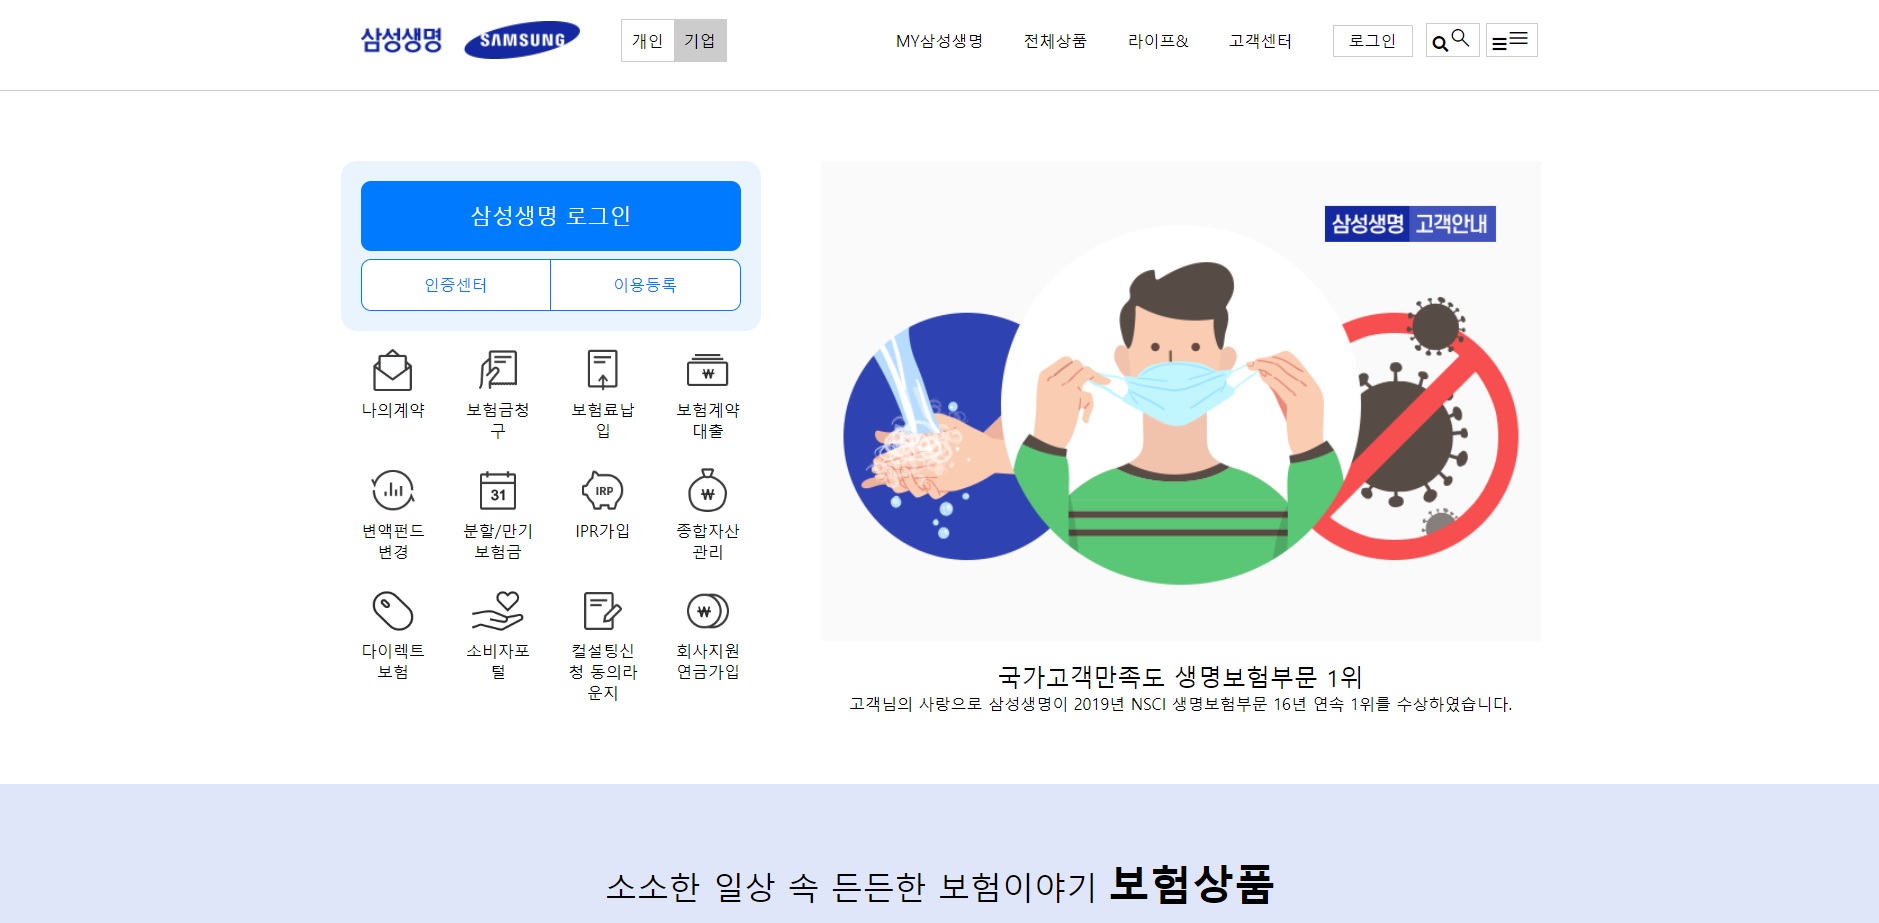 삼성생명 SAMSUNG 개인 기업 MY삼성생명 전체상품 라이프& 고객센터 로그인
삼성생명 로그인
인증센터 이용등록
나의계약
보험금청
구
보험료납
입
₩
보험계약
대출
변액펀드
변경
31
분할/만기
보험금
IRP
IPR가입
₩
종합자산
관리
다이렉트
보험
소비자포
털
컬설팅신
청 동의라
운지
₩
회사지원
연금가입
삼성생명 고객안내
국가고객만족도 생명보험부문 1위
고객님의 사랑으로 삼성생명이 2019년 NSCI 생명보험부문 16년 연속 1위를 수상하였습니다.
소소한 일상 속 든든한 보험이야기 보험상품